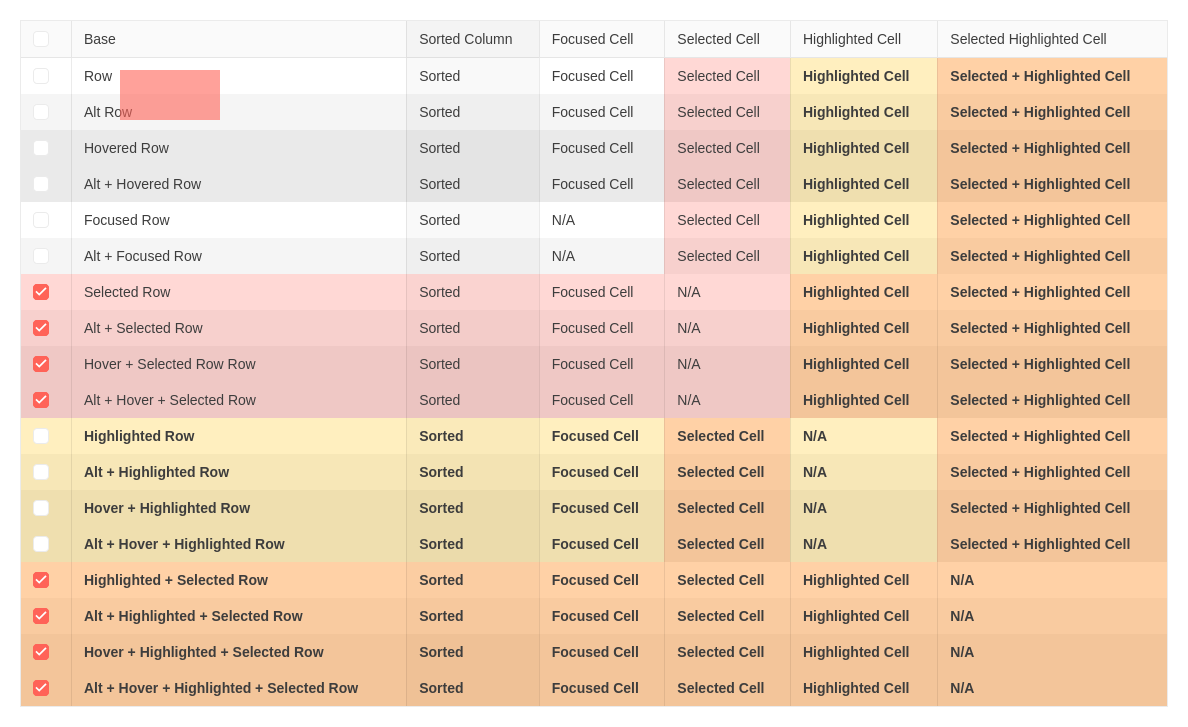 Base Sorted Column Focused Cell Selected Cell Highlighted Cell Selected Highlighted Cell
Row Sorted Focused Cell Selected Cell Highlighted Cell Selected + Highlighted Cell
Alt Row Sorted Focused Cell Selected Cell Highlighted Cell Selected + Highlighted Cell
Hovered Row Sorted Focused Cell Selected Cell Highlighted Cell Selected + Highlighted Cell
Alt + Hovered Row Sorted Focused Cell Selected Cell Highlighted Cell Selected + Highlighted Cell
Focused Row Sorted N/A Selected Cell Highlighted Cell Selected + Highlighted Cell
Alt + Focused Row Sorted N/A Selected Cell Highlighted Cell Selected + Highlighted Cell
Selected Row Sorted Focused Cell N/A Highlighted Cell Selected + Highlighted Cell
Alt + Selected Row Sorted Focused Cell N/A Highlighted Cell Selected + Highlighted Cell
Hover + Selected Row Row Sorted Focused Cell N/A Highlighted Cell Selected + Highlighted Cell
Alt + Hover + Selected Row Sorted Focused Cell N/A Highlighted Cell Selected + Highlighted Cell
Highlighted Row Sorted Focused Cell Selected Cell N/A Selected + Highlighted Cell
Alt + Highlighted Row Sorted Focused Cell Selected Cell N/A Selected + Highlighted Cell
Hover + Highlighted Row Sorted Focused Cell Selected Cell N/A Selected + Highlighted Cell
Alt + Hover + Highlighted Row Sorted Focused Cell Selected Cell N/A Selected + Highlighted Cell
Highlighted + Selected Row Sorted Focused Cell Selected Cell Highlighted Cell N/A
Alt + Highlighted + Selected Row Sorted Focused Cell Selected Cell Highlighted Cell N/A
Hover + Highlighted + Selected Row Sorted Focused Cell Selected Cell Highlighted Cell N/A
Alt + Hover + Highlighted + Selected Row Sorted Focused Cell Selected Cell Highlighted Cell N/A